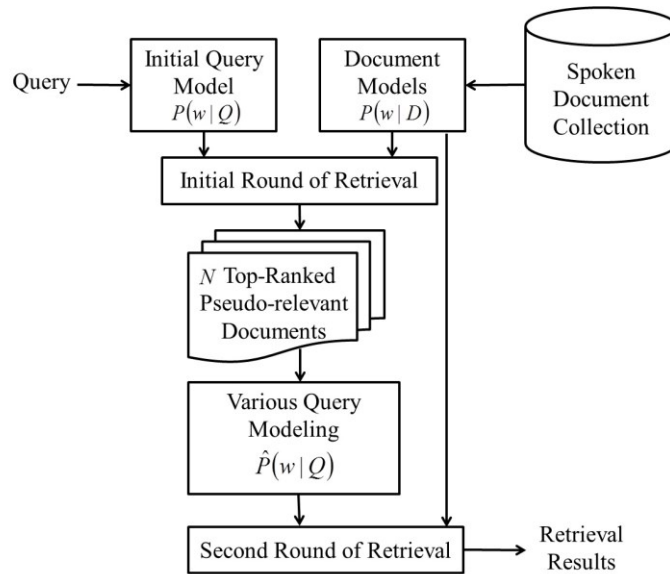 Query
Initial Query
Model
P(w | Q)
Document
Models
P(w | D)
Spoken
Document
Collection
Initial Round of Retrieval
N Top-Ranked
Pseudo-relevant
Documents
Various Query
Modeling
P̂(w | Q)
Second Round of Retrieval
Retrieval
Results